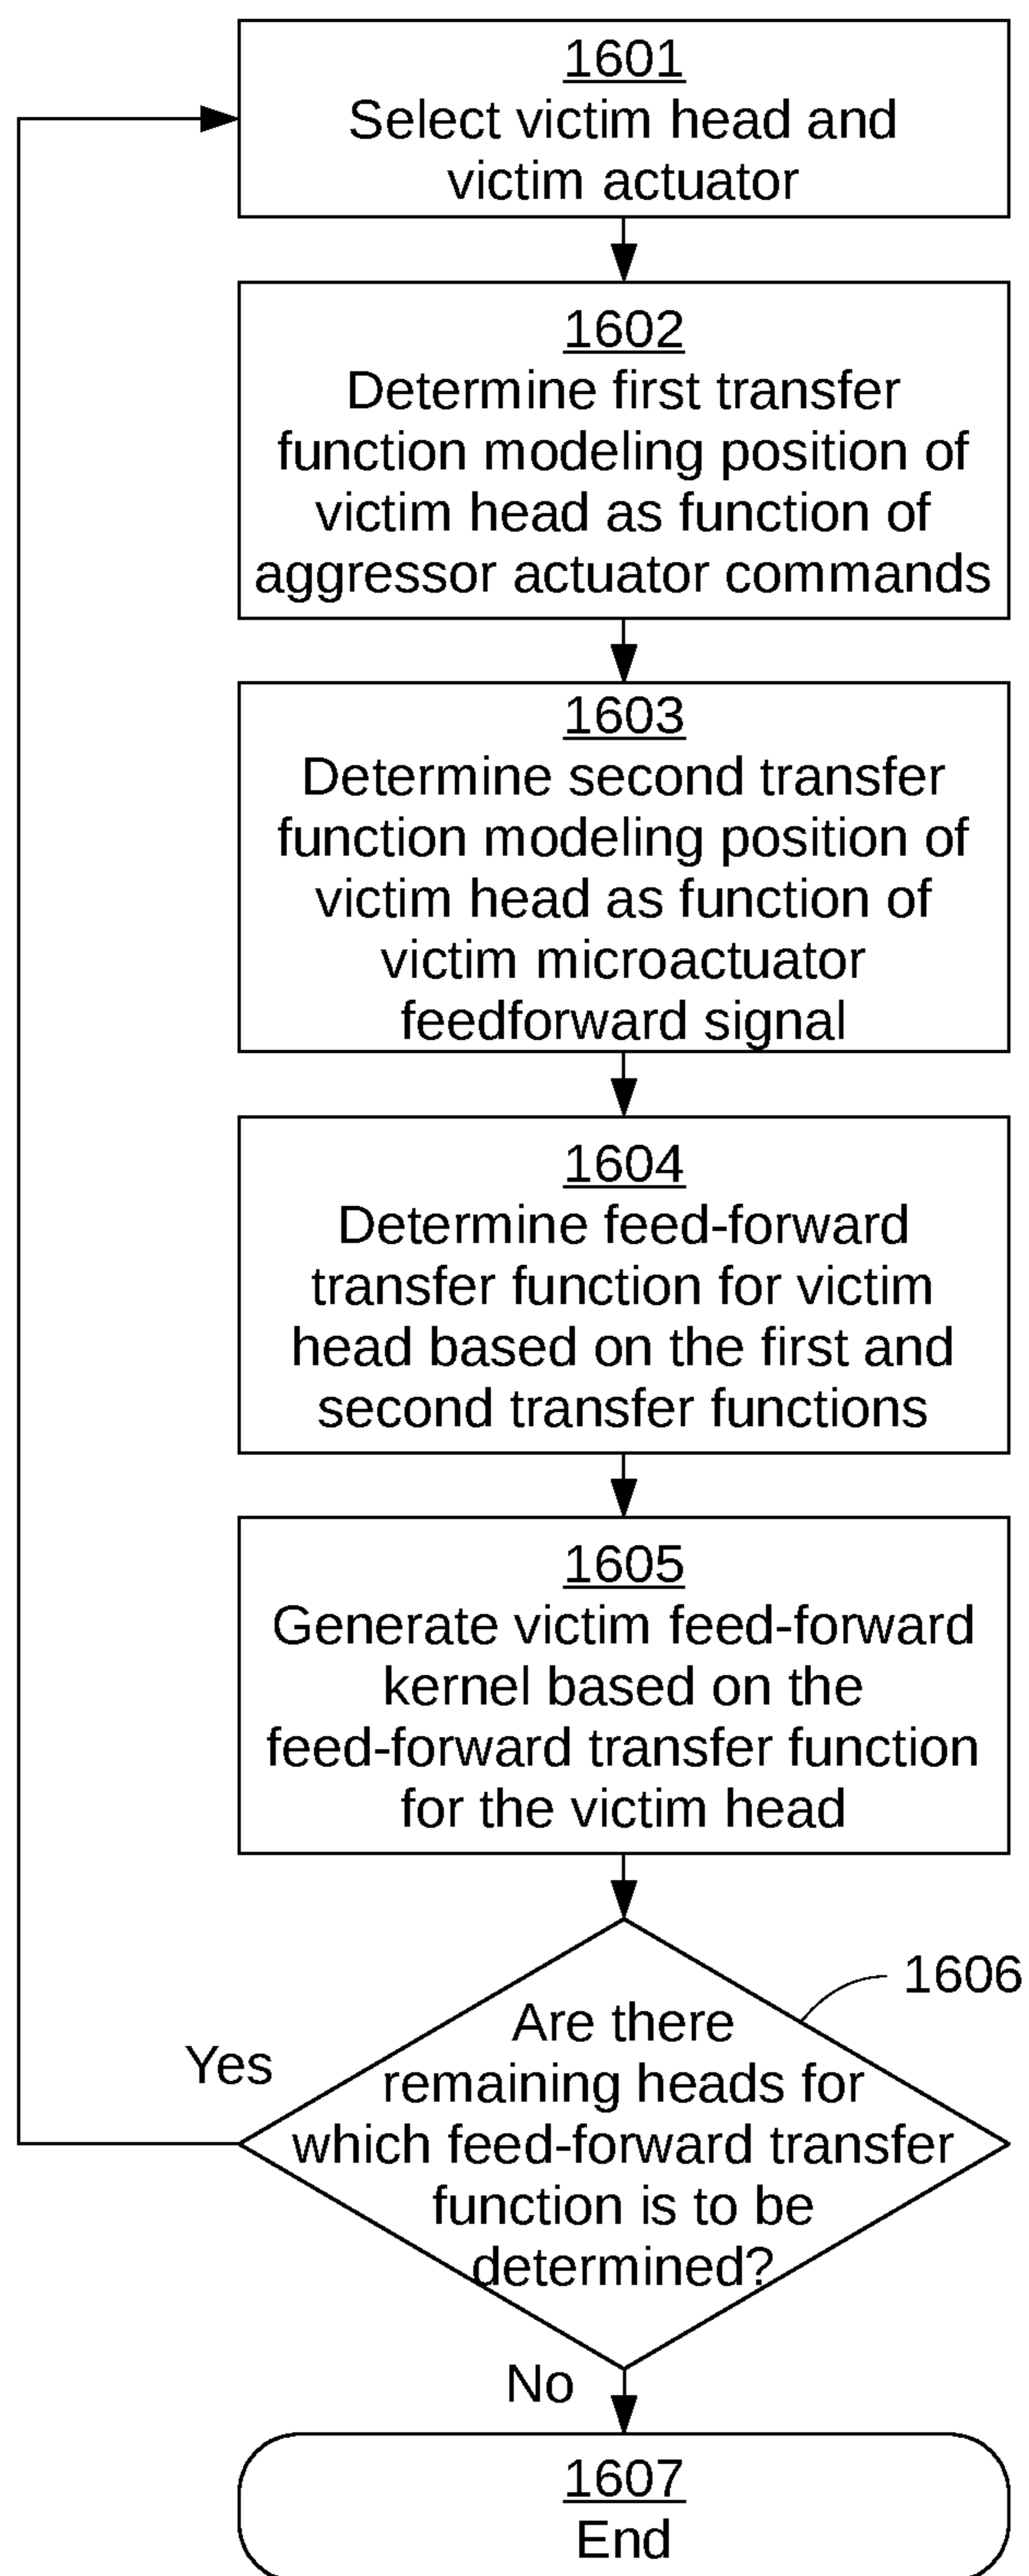 1601
Select victim head and
victim actuator
1602
Determine first transfer
function modeling position of
victim head as function of
aggressor actuator commands
1603
Determine second transfer
function modeling position of
victim head as function of
victim microactuator
feedforward signal
1604
Determine feed-forward
transfer function for victim
head based on the first and
second transfer functions
1605
Generate victim feed-forward
kernel based on the
feed-forward transfer function
for the victim head
1606
Are there
remaining heads for
which feed-forward transfer
function is to be
determined?
Yes
No
1607
End